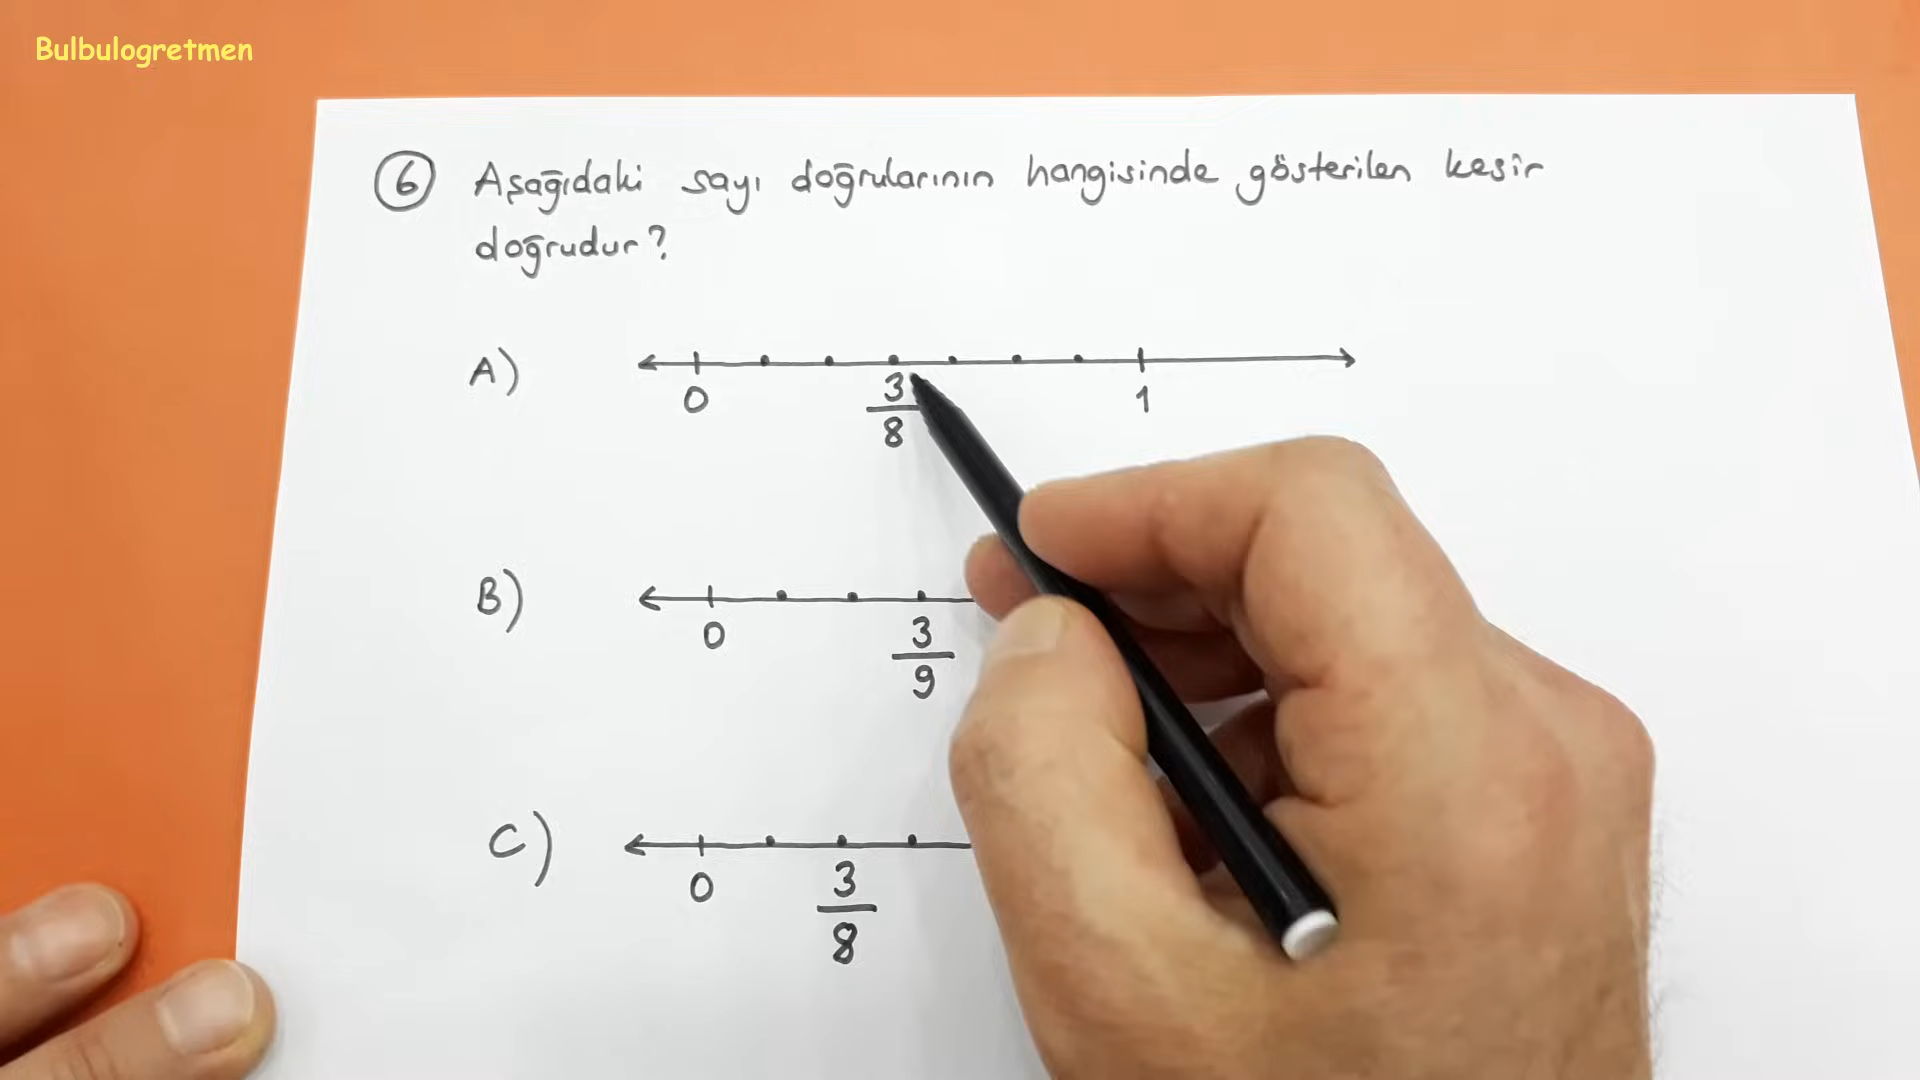 Bulbulogretmen
6 Aşağıdaki sayı doğrularının hangisinde gösterilen kesir
doğrudur?
A)
0 3/8 1
B)
0 3/9
C)
0 3/8